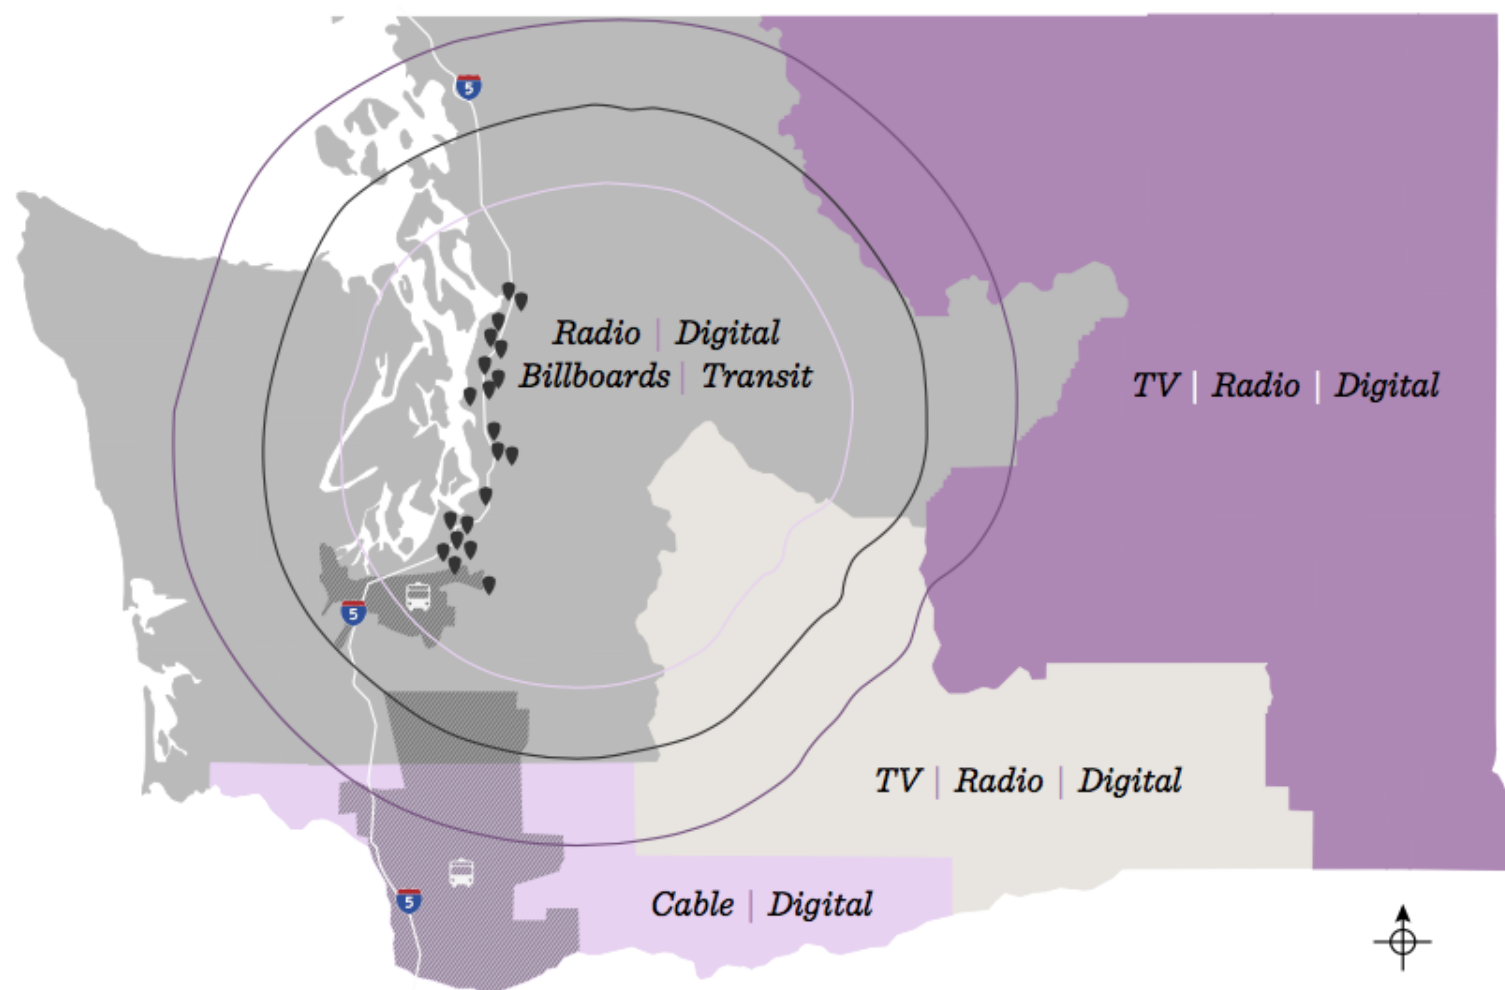 5
Radio | Digital
Billboards | Transit
TV | Radio | Digital
5
TV | Radio | Digital
Cable | Digital
5